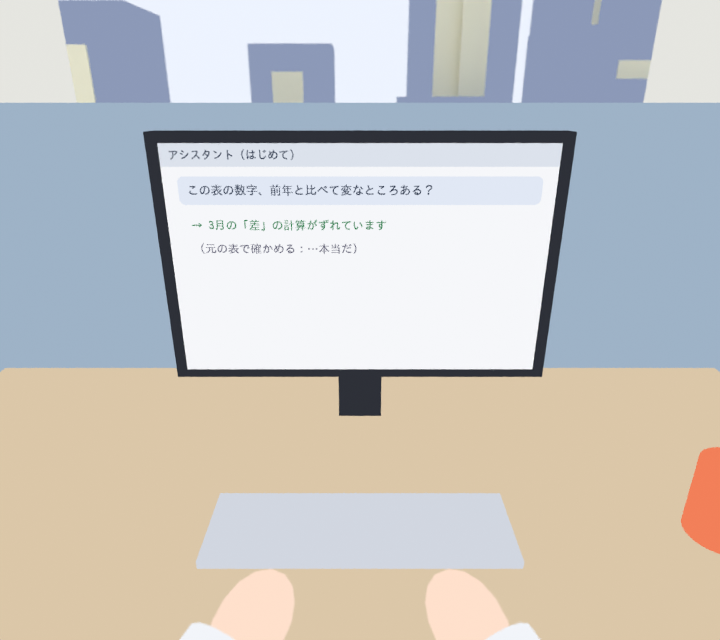 アシスタント（はじめて）
この表の数字、前年と比べて変なところある？
→ 3月の「差」の計算がずれています
（元の表で確かめる：…本当だ）